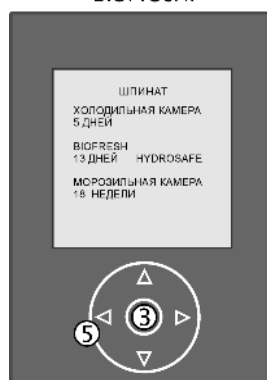 ШПИНАТ
ХОЛОДИЛЬНАЯ КАМЕРА
5 ДНЕЙ
BIOFRESH
13 ДНЕЙ HYDROSAFE
МОРОЗИЛЬНАЯ КАМЕРА
18 НЕДЕЛИ
3
5